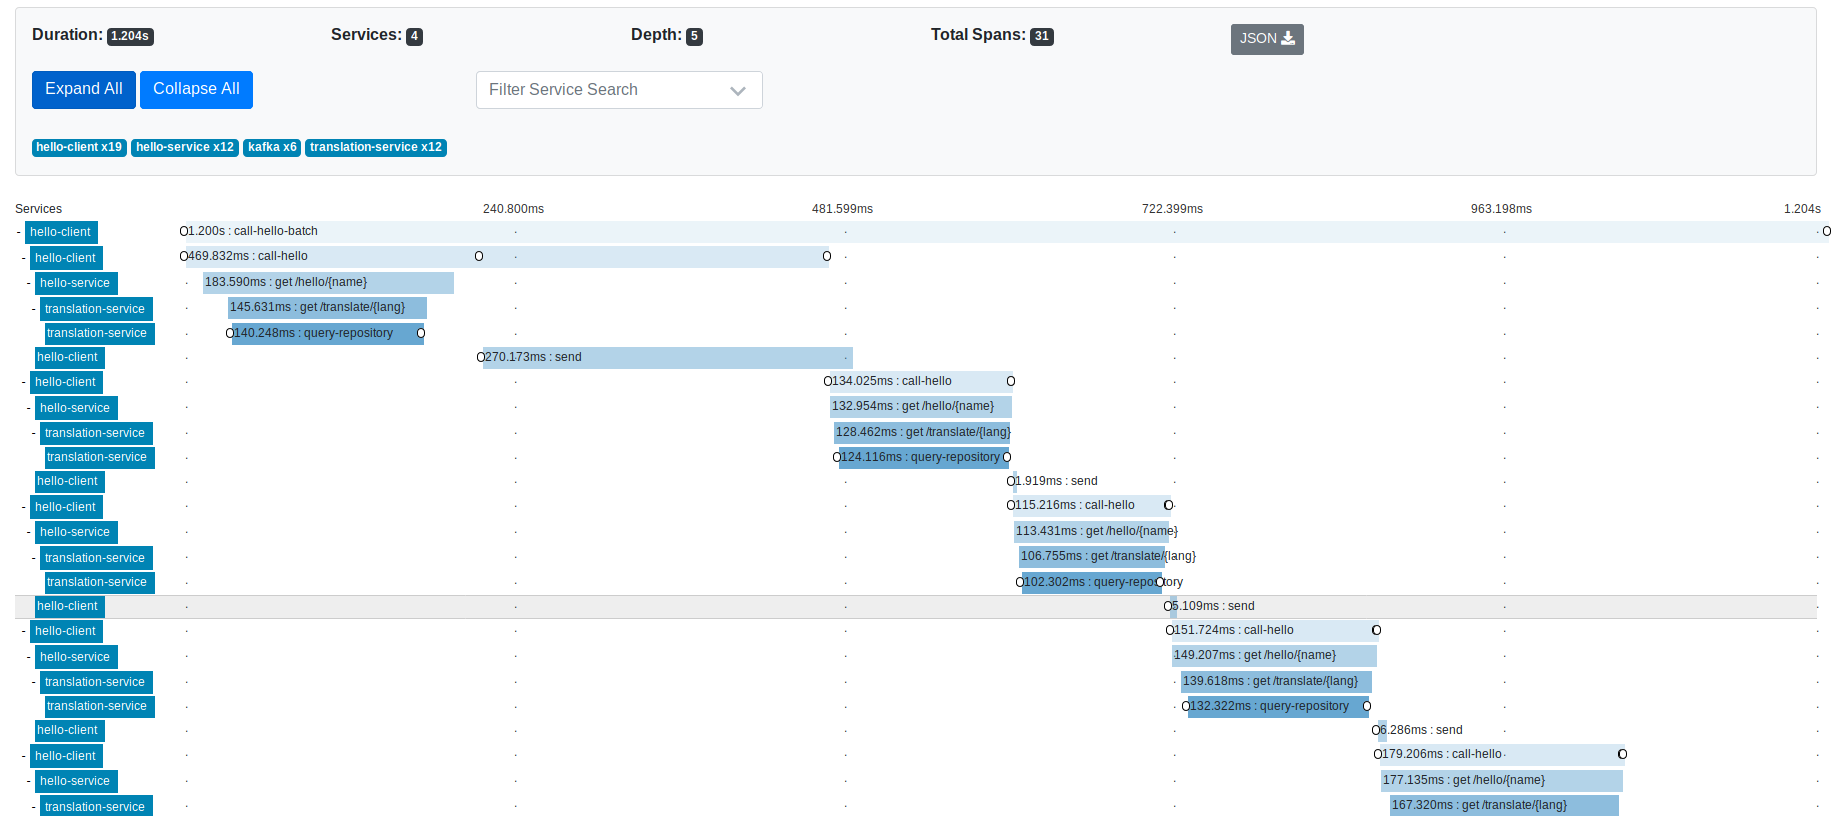 Duration: 1.204s Services: 4 Depth: 5 Total Spans: 31 JSON
Expand All Collapse All Filter Service Search
hello-client x19 hello-service x12 kafka x6 translation-service x12
Services 240.800ms 481.599ms 722.399ms 963.198ms 1.204s
- hello-client 1.200s : call-hello-batch
- hello-client 469.832ms : call-hello
- hello-service 183.590ms : get /hello/{name}
- translation-service 145.631ms : get /translate/{lang}
translation-service 140.248ms : query-repository
hello-client 270.173ms : send
- hello-client 134.025ms : call-hello
- hello-service 132.954ms : get /hello/{name}
- translation-service 128.462ms : get /translate/{lang}
translation-service 124.116ms : query-repository
hello-client 1.919ms : send
- hello-client 115.216ms : call-hello
- hello-service 113.431ms : get /hello/{name}
- translation-service 106.755ms : get /translate/{lang}
translation-service 102.302ms : query-repository
hello-client 5.109ms : send
- hello-client 151.724ms : call-hello
- hello-service 149.207ms : get /hello/{name}
- translation-service 139.618ms : get /translate/{lang}
translation-service 132.322ms : query-repository
hello-client 6.286ms : send
- hello-client 179.206ms : call-hello
- hello-service 177.135ms : get /hello/{name}
- translation-service 167.320ms : get /translate/{lang}